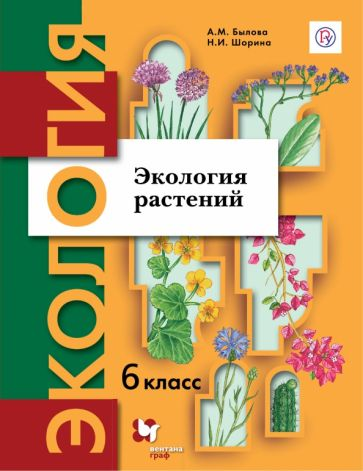 А.М. Былова
Н.И. Шорина
ЭКОЛОГИЯ
Экология
растений
6 класс
вентана
граф